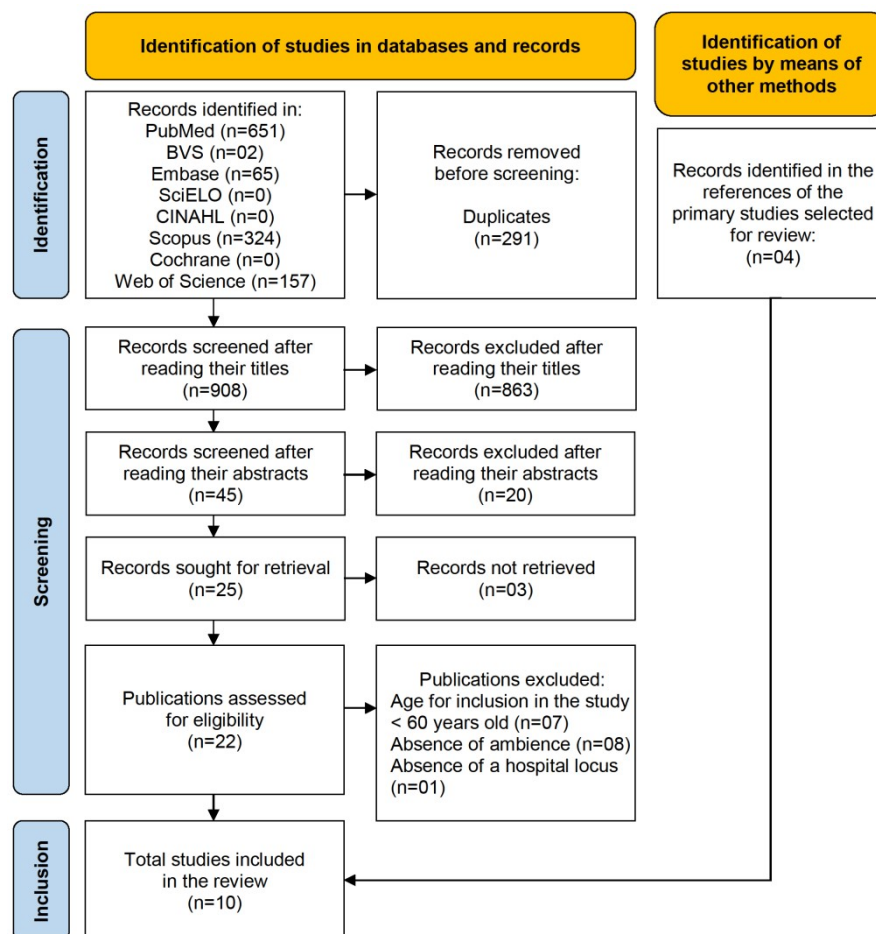 Identification of studies in databases and records
Identification of
studies by means of
other methods
Identification
Records identified in:
PubMed (n=651)
BVS (n=02)
Embase (n=65)
SciELO (n=0)
CINAHL (n=0)
Scopus (n=324)
Cochrane (n=0)
Web of Science (n=157)
Records removed
before screening:
Duplicates
(n=291)
Records identified in the
references of the
primary studies selected
for review:
(n=04)
Screening
Records screened after
reading their titles
(n=908)
Records excluded after
reading their titles
(n=863)
Records screened after
reading their abstracts
(n=45)
Records excluded after
reading their abstracts
(n=20)
Records sought for retrieval
(n=25)
Records not retrieved
(n=03)
Publications assessed
for eligibility
(n=22)
Publications excluded:
Age for inclusion in the study
< 60 years old (n=07)
Absence of ambience (n=08)
Absence of a hospital locus
(n=01)
Inclusion
Total studies included
in the review
(n=10)